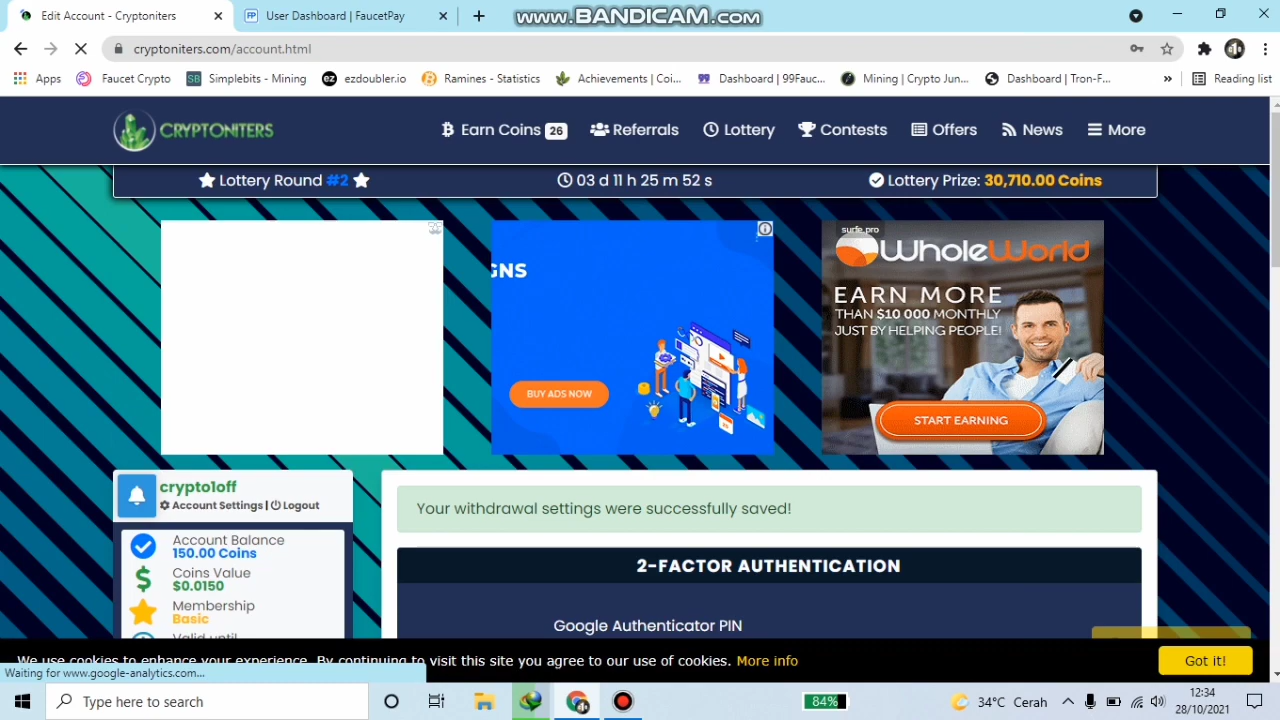 Edit Account - Cryptoniters
User Dashboard | FaucetPay
www.BANDICAM.com
cryptoniters.com/account.html
Apps
Faucet Crypto
Simplebits - Mining
ezdoubler.io
Ramines - Statistics
Achievements | Coi...
Dashboard | 99Fauc...
Mining | Crypto Jun...
Dashboard | Tron-F...
»
Reading list
CRYPTONITERS
Earn Coins 26
Referrals
Lottery
Contests
Offers
News
More
Lottery Round #2
03 d 11 h 25 m 52 s
Lottery Prize: 30,710.00 Coins
GNS
BUY ADS NOW
surfe.pro
WholeWorld
EARN MORE
THAN $10 000 MONTHLY
JUST BY HELPING PEOPLE!
START EARNING
crypto1off
Account Settings | Logout
Account Balance
150.00 Coins
Coins Value
$0.0150
Membership
Basic
Valid until
Your withdrawal settings were successfully saved!
2-FACTOR AUTHENTICATION
Google Authenticator PIN
We use cookies to enhance your experience. By continuing to visit this site you agree to our use of cookies. More info
Got it!
Waiting for www.google-analytics.com...
Type here to search
84%
34°C Cerah
12:34
28/10/2021